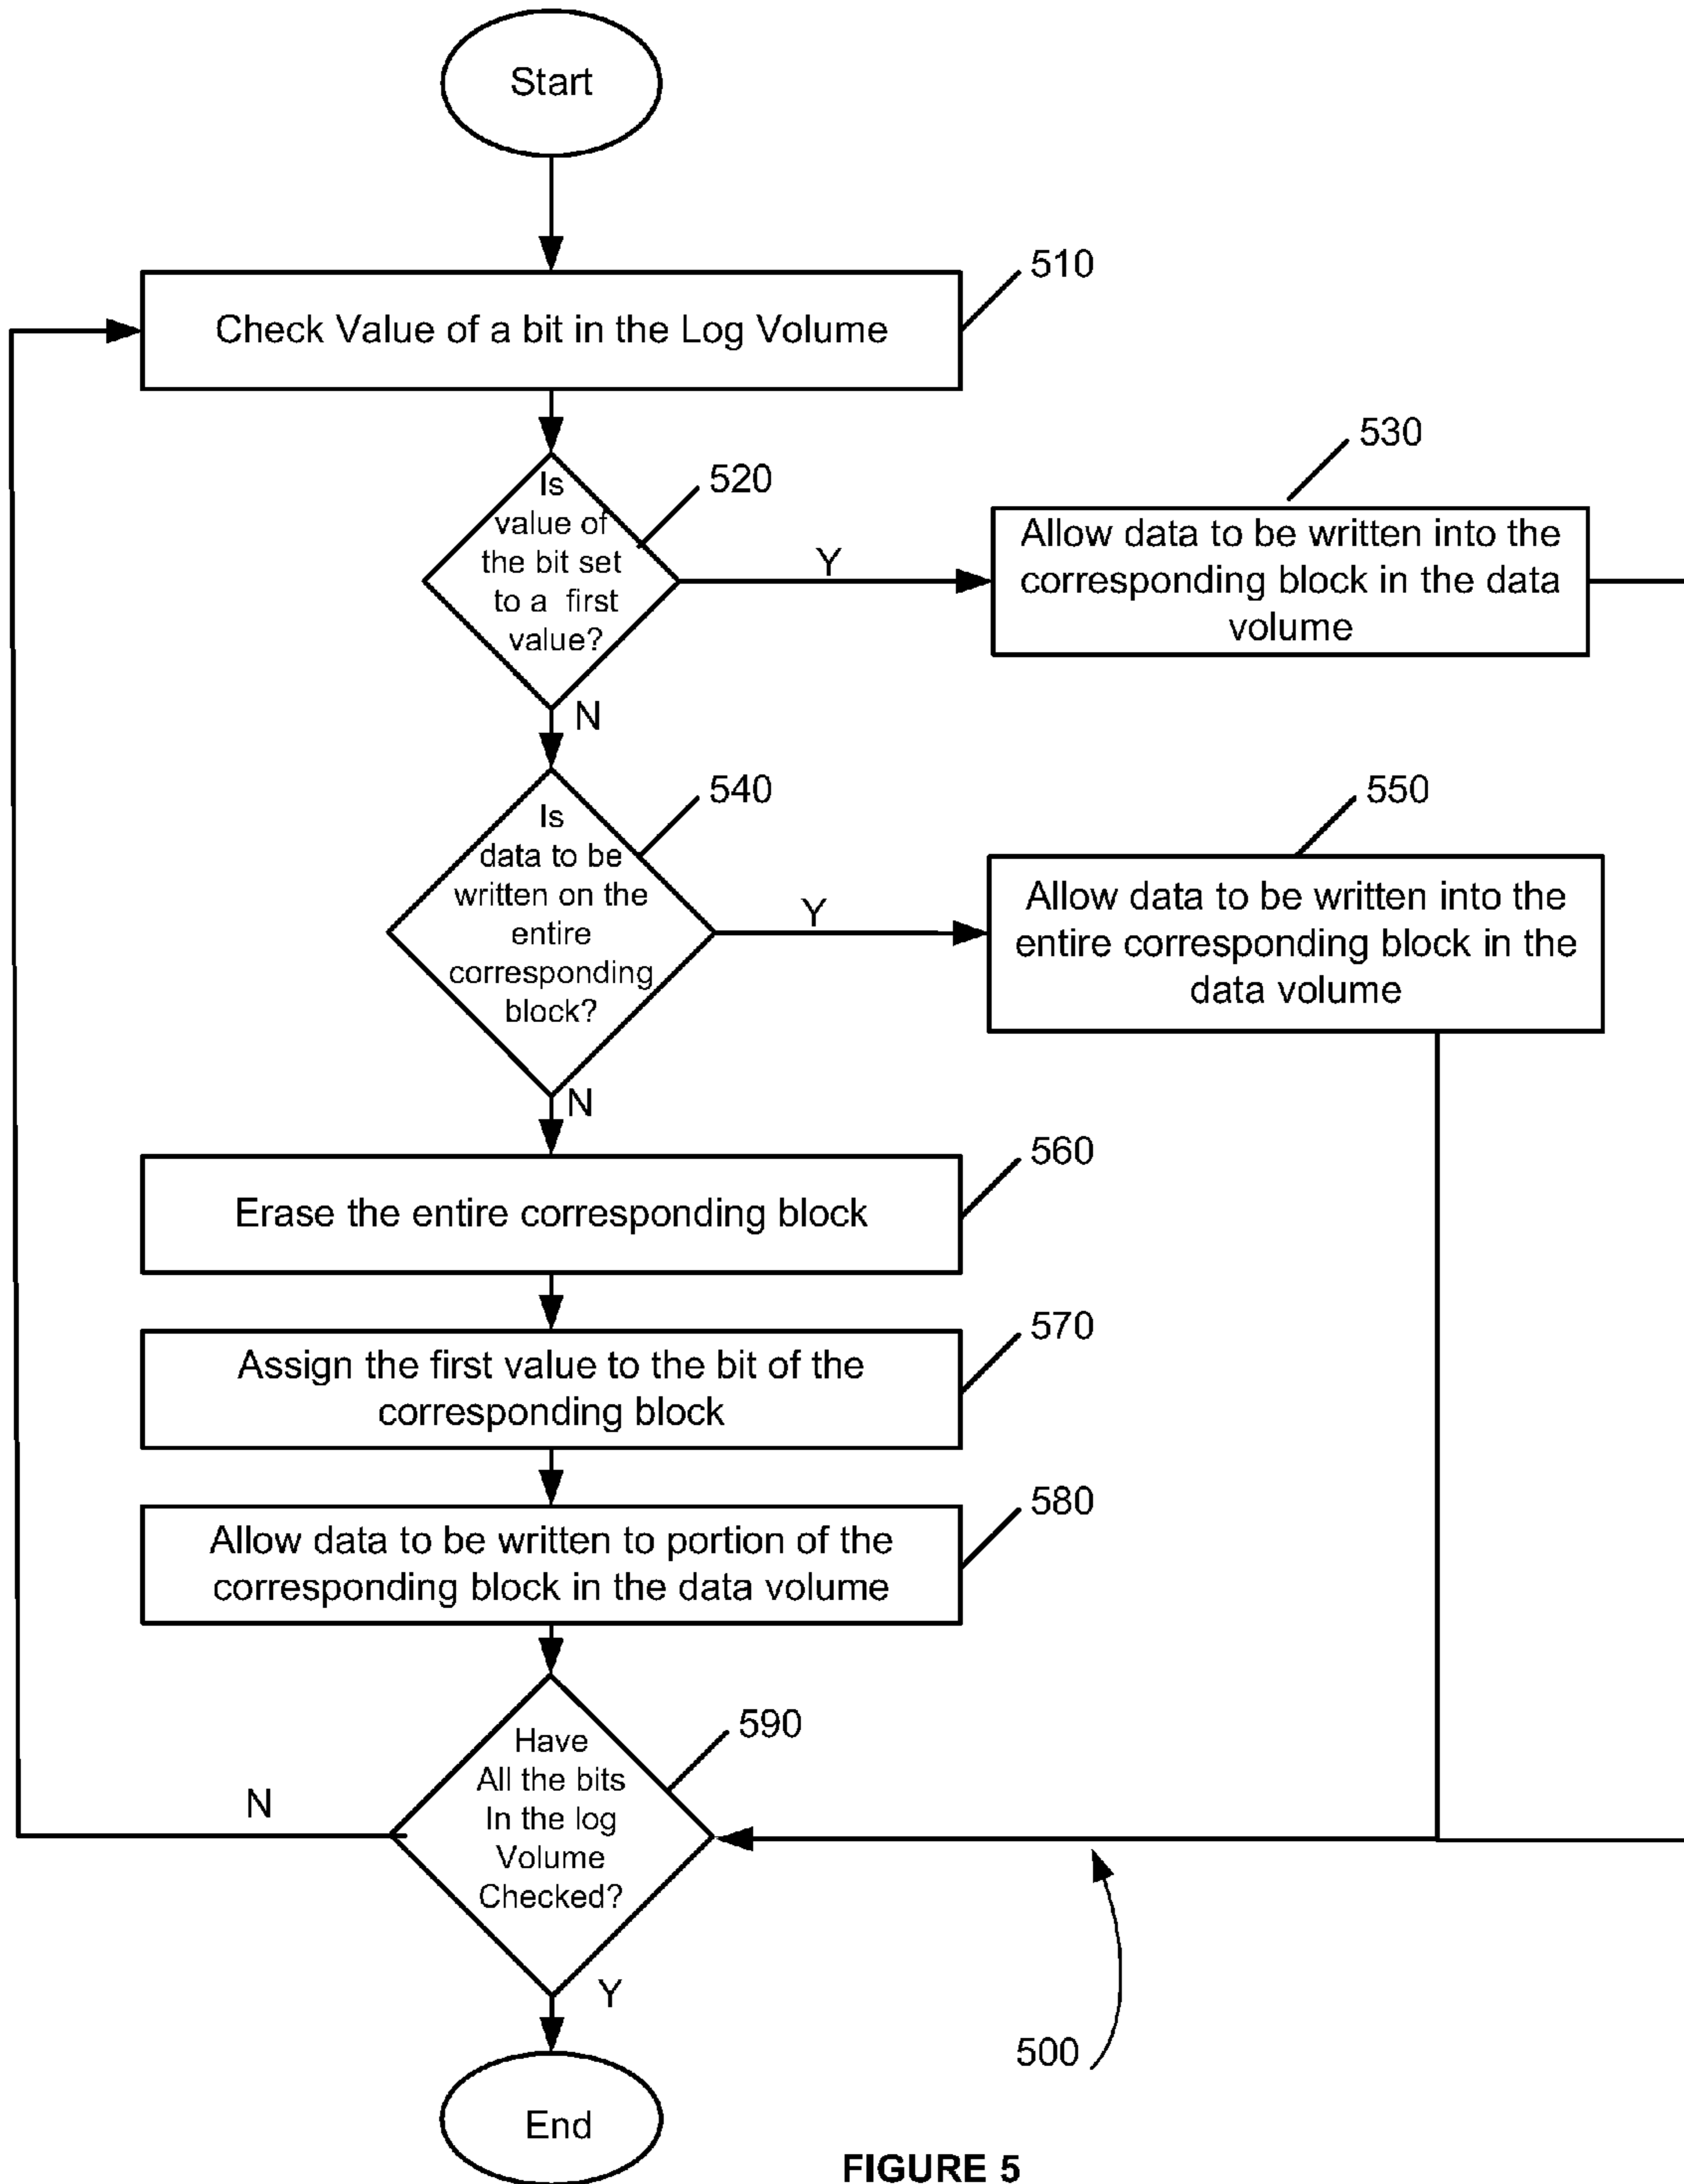 Start
510
Check Value of a bit in the Log Volume
530
520
Is
value of
the bit set
to a first
value?
Y
Allow data to be written into the
corresponding block in the data
volume
N
540
550
Is
data to be
written on the
entire
corresponding
block?
Y
Allow data to be written into the
entire corresponding block in the
data volume
N
560
Erase the entire corresponding block
570
Assign the first value to the bit of the
corresponding block
580
Allow data to be written to portion of the
corresponding block in the data volume
590
Have
All the bits
In the log
Volume
Checked?
N
Y
500
End
FIGURE 5